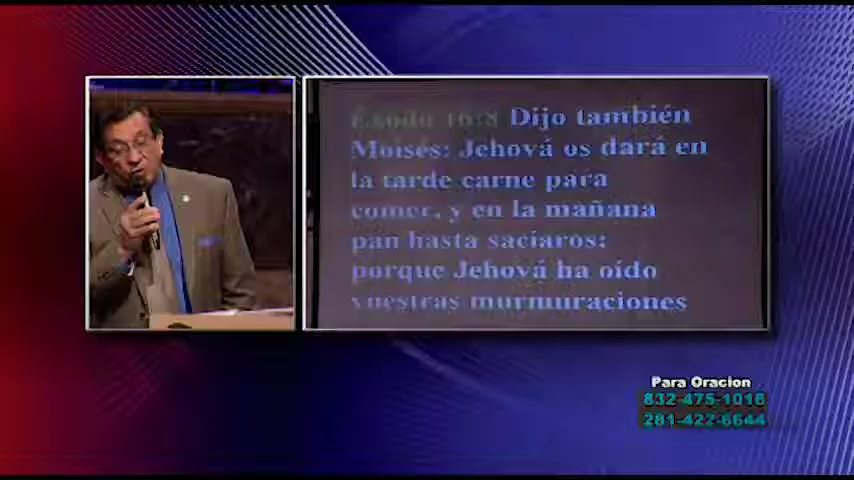 Éxodo 16:8 Dijo también
Moisés: Jehová os dará en
la tarde carne para
comer, y en la mañana
pan hasta saciaros:
porque Jehová ha oído
vuestras murmuraciones
Para Oracion
832-475-1016
281-422-6644